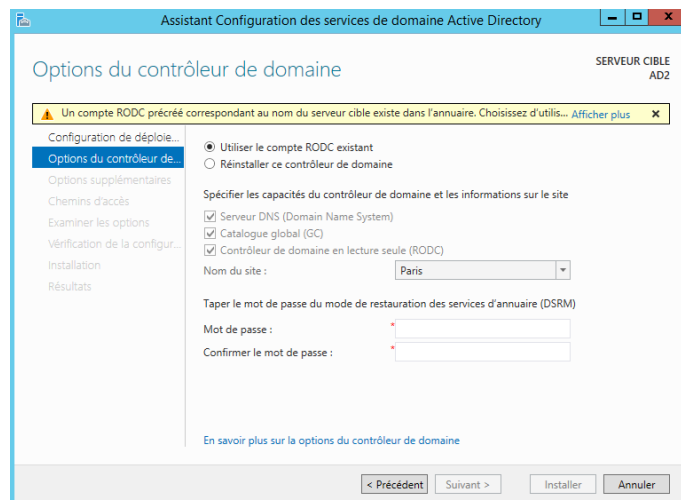 Assistant Configuration des services de domaine Active Directory
Options du contrôleur de domaine
SERVEUR CIBLE
AD2
Un compte RODC précréé correspondant au nom du serveur cible existe dans l'annuaire. Choisissez d'utilis... Afficher plus
Configuration de déploie...
Options du contrôleur de...
Options supplémentaires
Chemins d'accès
Examiner les options
Vérification de la configur...
Installation
Résultats
Utiliser le compte RODC existant
Réinstaller ce contrôleur de domaine
Spécifier les capacités du contrôleur de domaine et les informations sur le site
Serveur DNS (Domain Name System)
Catalogue global (GC)
Contrôleur de domaine en lecture seule (RODC)
Nom du site : Paris
Taper le mot de passe du mode de restauration des services d'annuaire (DSRM)
Mot de passe : *
Confirmer le mot de passe : *
En savoir plus sur la options du contrôleur de domaine
< Précédent Suivant > Installer Annuler